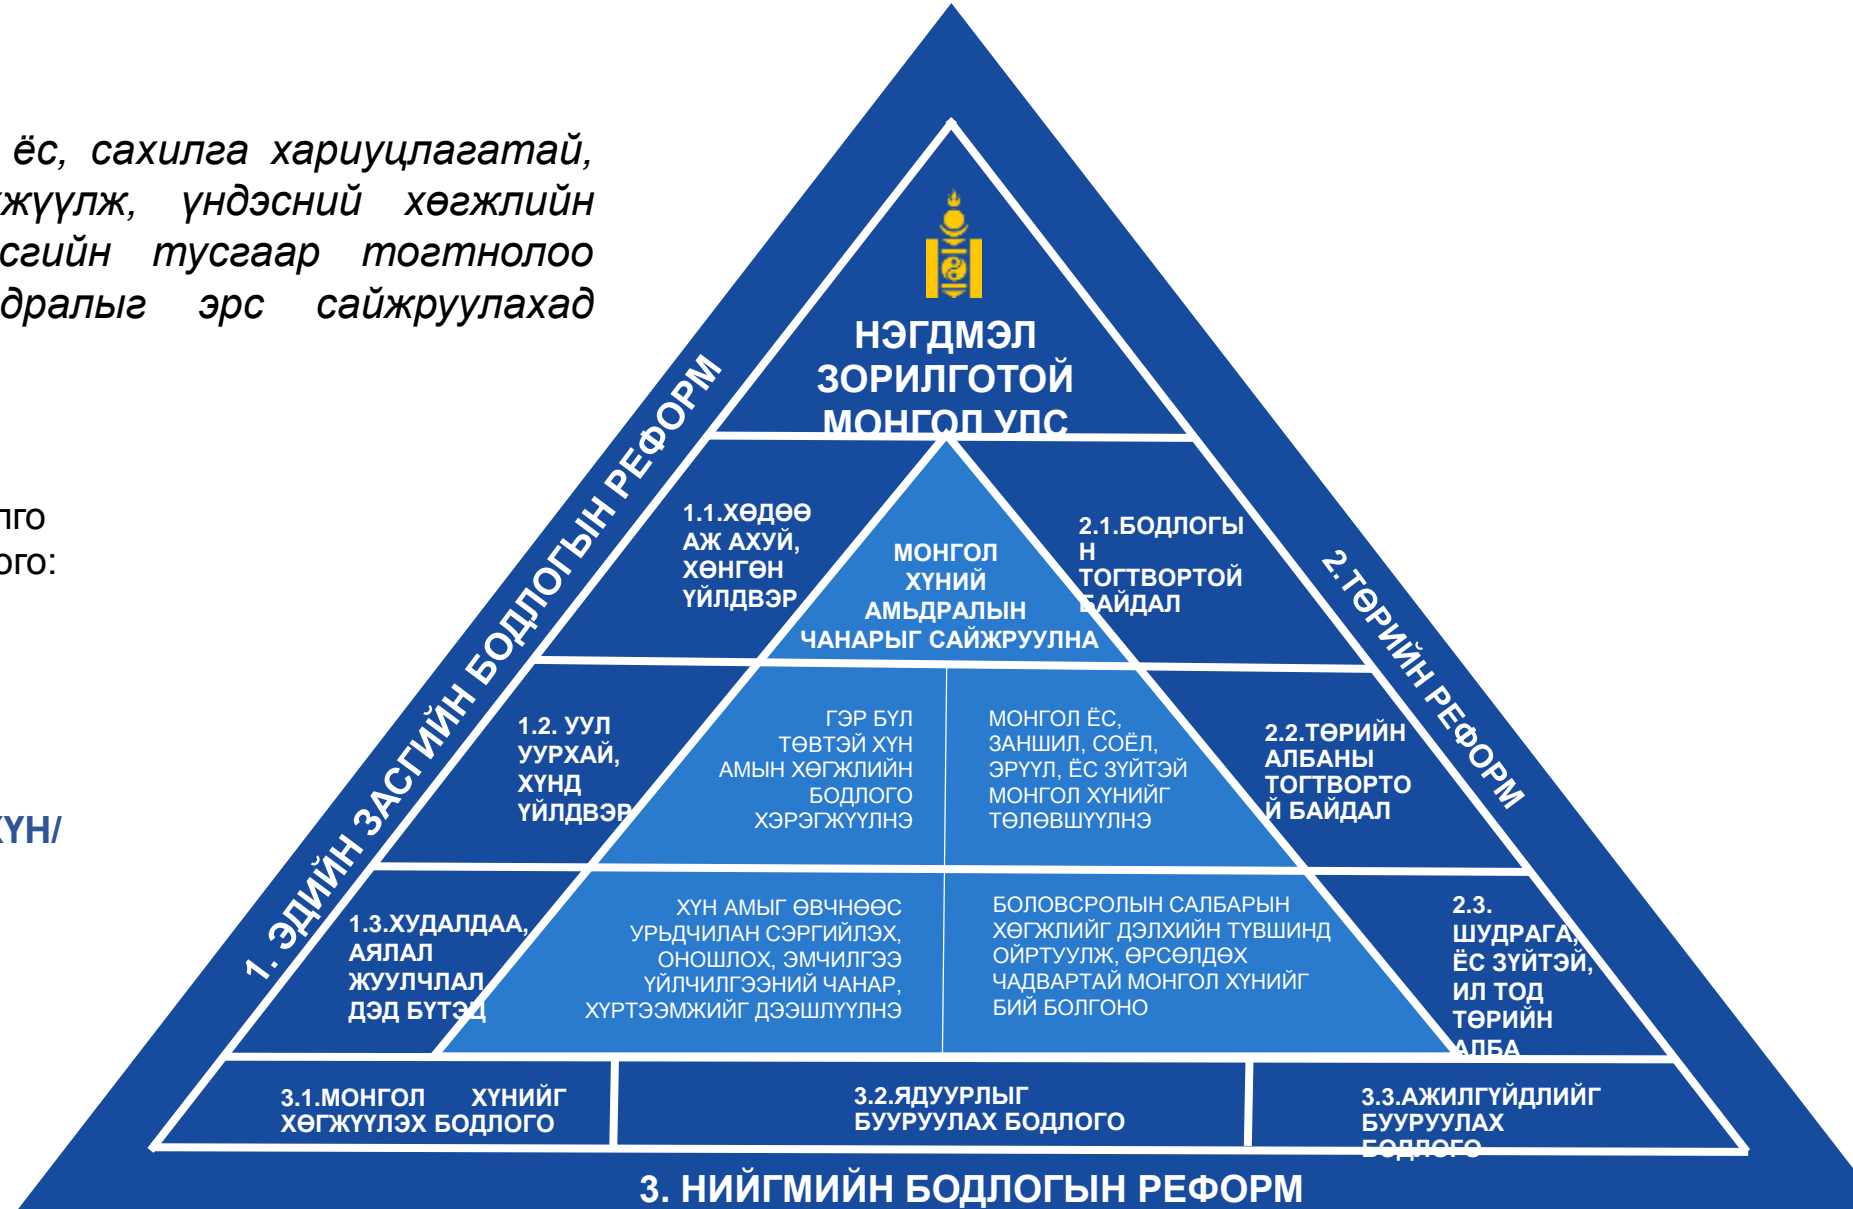 ёс, сахилга хариуцлагатай,
жүүлж, үндэсний хөгжлийн
сгийн тусгаар тогтнолоо
дралыг эрс сайжруулахад
лго
ого:
ХҮН/
НЭГДМЭЛ
ЗОРИЛГОТОЙ
МОНГОЛ УЛС
1. ЭДИЙН ЗАСГИЙН БОДЛОГЫН РЕФОРМ
2.ТӨРИЙН РЕФОРМ
1.1.ХӨДӨӨ
АЖ АХУЙ,
ХӨНГӨН
ҮЙЛДВЭР
МОНГОЛ
ХҮНИЙ
АМЬДРАЛЫН
ЧАНАРЫГ САЙЖРУУЛНА
2.1.БОДЛОГЫ
Н
ТОГТВОРТОЙ
БАЙДАЛ
1.2. УУЛ
УУРХАЙ,
ХҮНД
ҮЙЛДВЭР
ГЭР БҮЛ
ТӨВТЭЙ ХҮН
АМЫН ХӨГЖЛИЙН
БОДЛОГО
ХЭРЭГЖҮҮЛНЭ
МОНГОЛ ЁС,
ЗАНШИЛ, СОЁЛ,
ЭРҮҮЛ, ЁС ЗҮЙТЭЙ
МОНГОЛ ХҮНИЙГ
ТӨЛӨВШҮҮЛНЭ
2.2.ТӨРИЙН
АЛБАНЫ
ТОГТВОРТО
Й БАЙДАЛ
1.3.ХУДАЛДАА,
АЯЛАЛ
ЖУУЛЧЛАЛ
ДЭД БҮТЭЦ
ХҮН АМЫГ ӨВЧНӨӨС
УРЬДЧИЛАН СЭРГИЙЛЭХ,
ОНОШЛОХ, ЭМЧИЛГЭЭ
ҮЙЛЧИЛГЭЭНИЙ ЧАНАР,
ХҮРТЭЭМЖИЙГ ДЭЭШЛҮҮЛНЭ
БОЛОВСРОЛЫН САЛБАРЫН
ХӨГЖЛИЙГ ДЭЛХИЙН ТҮВШИНД
ОЙРТУУЛЖ, ӨРСӨЛДӨХ
ЧАДВАРТАЙ МОНГОЛ ХҮНИЙГ
БИЙ БОЛГОНО
2.3.
ШУДРАГА,
ЁС ЗҮЙТЭЙ,
ИЛ ТОД
ТӨРИЙН
АЛБА
3.1.МОНГОЛ ХҮНИЙГ
ХӨГЖҮҮЛЭХ БОДЛОГО
3.2.ЯДУУРЛЫГ
БУУРУУЛАХ БОДЛОГО
3.3.АЖИЛГҮЙДЛИЙГ
БУУРУУЛАХ
БОДЛОГО
3. НИЙГМИЙН БОДЛОГЫН РЕФОРМ